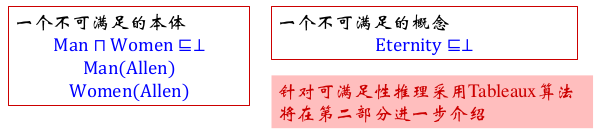 一个不可满足的本体
Man ⊓ Women ⊑⊥
Man(Allen)
Women(Allen)
一个不可满足的概念
Eternity ⊑⊥
针对可满足性推理采用Tableaux算法
将在第二部分进一步介绍